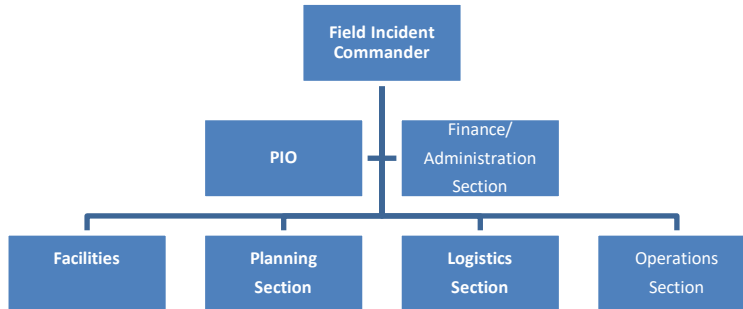 Field Incident
Commander
PIO
Finance/
Administration
Section
Facilities
Planning
Section
Logistics
Section
Operations
Section